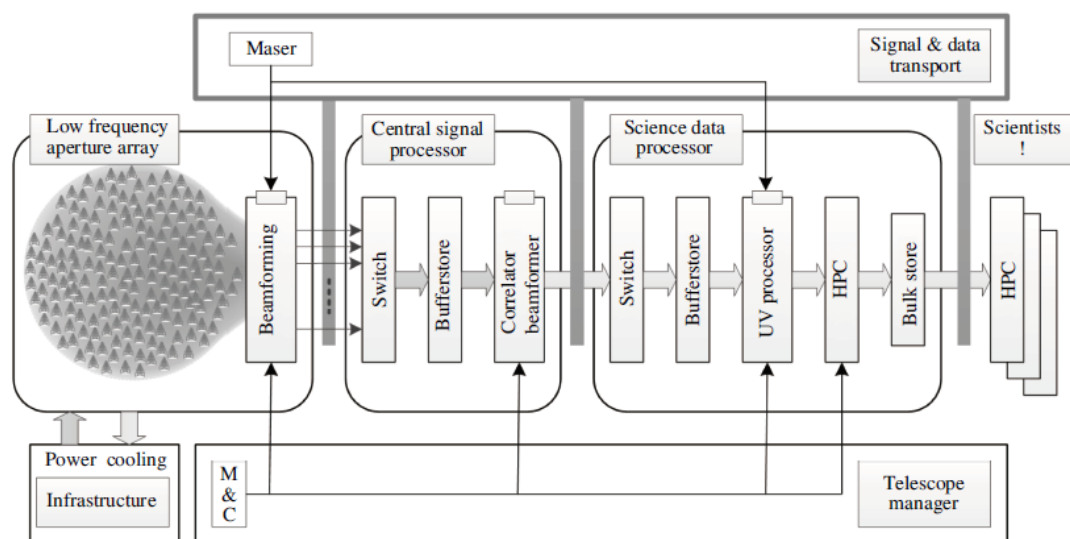 Maser
Signal & data
transport
Low frequency
aperture array
Central signal
processor
Science data
processor
Scientists
!
Beamforming
Switch
Bufferstore
Correlator
beamformer
Switch
Bufferstore
UV processor
HPC
Bulk store
HPC
Power cooling
Infrastructure
M
&
C
Telescope
manager